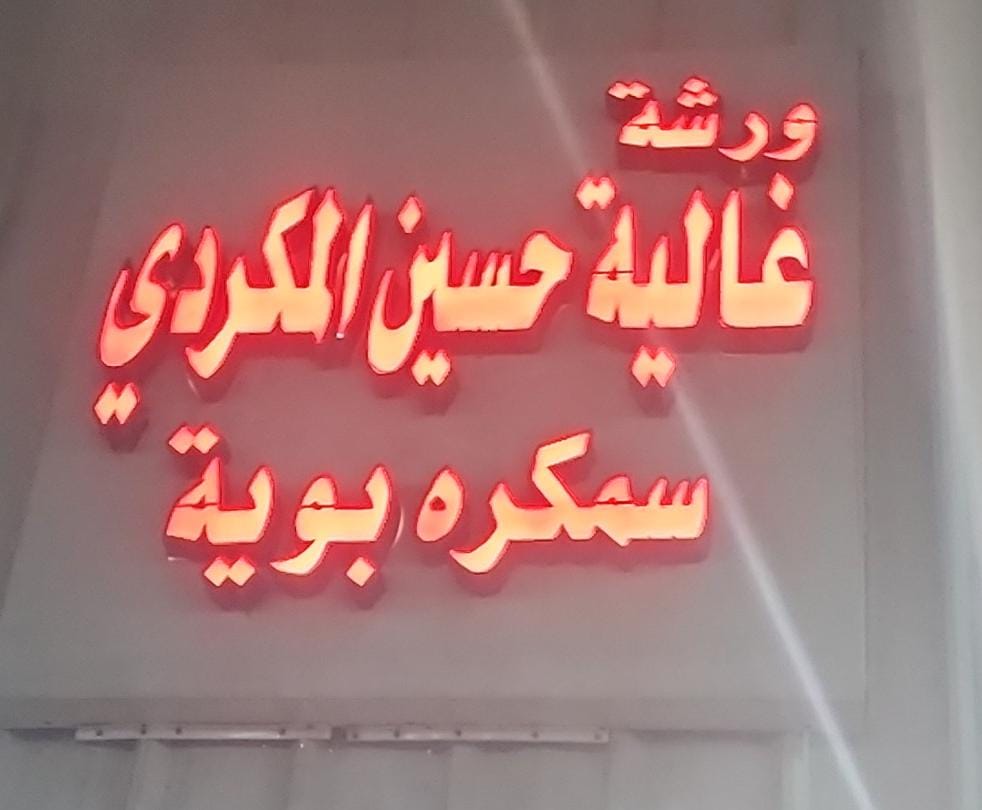 ورشة
غالية حسين الكردي
سمكره بوية